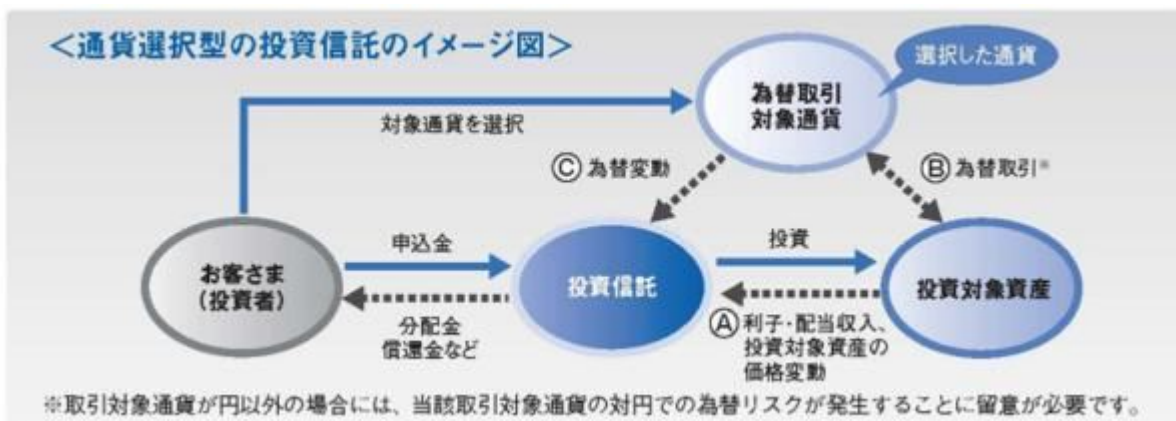 <通貨選択型の投資信託のイメージ図>
選択した通貨
為替取引
対象通貨
対象通貨を選択
Ⓒ為替変動
Ⓑ為替取引※
お客さま
(投資者)
申込金
投資信託
投資
投資対象資産
分配金
償還金など
Ⓐ利子・配当収入、
投資対象資産の
価格変動
※取引対象通貨が円以外の場合には、当該取引対象通貨の対円での為替リスクが発生することに留意が必要です。